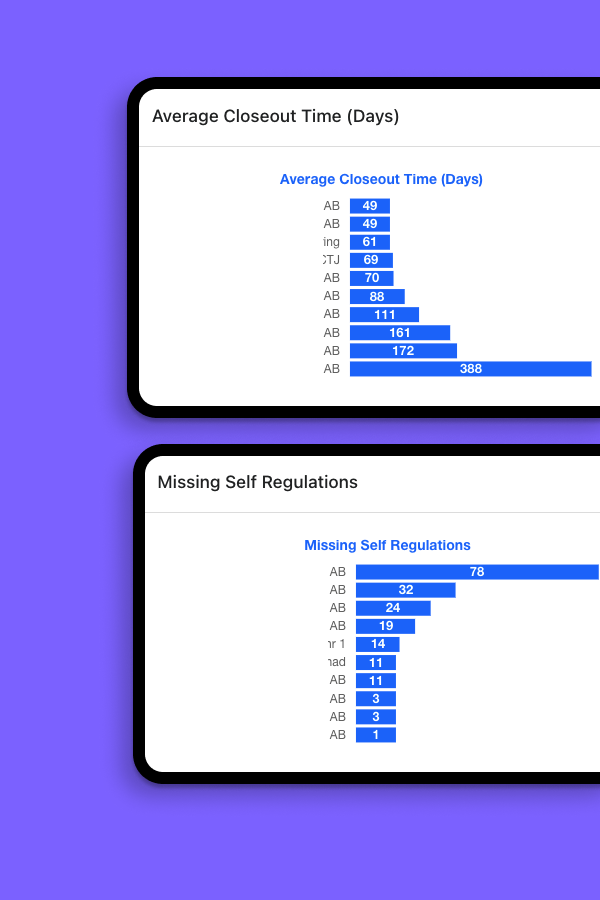 Average Closeout Time (Days)
Average Closeout Time (Days)
AB 49
AB 49
ing 61
CTJ 69
AB 70
AB 88
AB 111
AB 161
AB 172
AB 388
Missing Self Regulations
Missing Self Regulations
AB 78
AB 32
AB 24
AB 19
1 14
nad 11
AB 11
AB 3
AB 3
AB 1